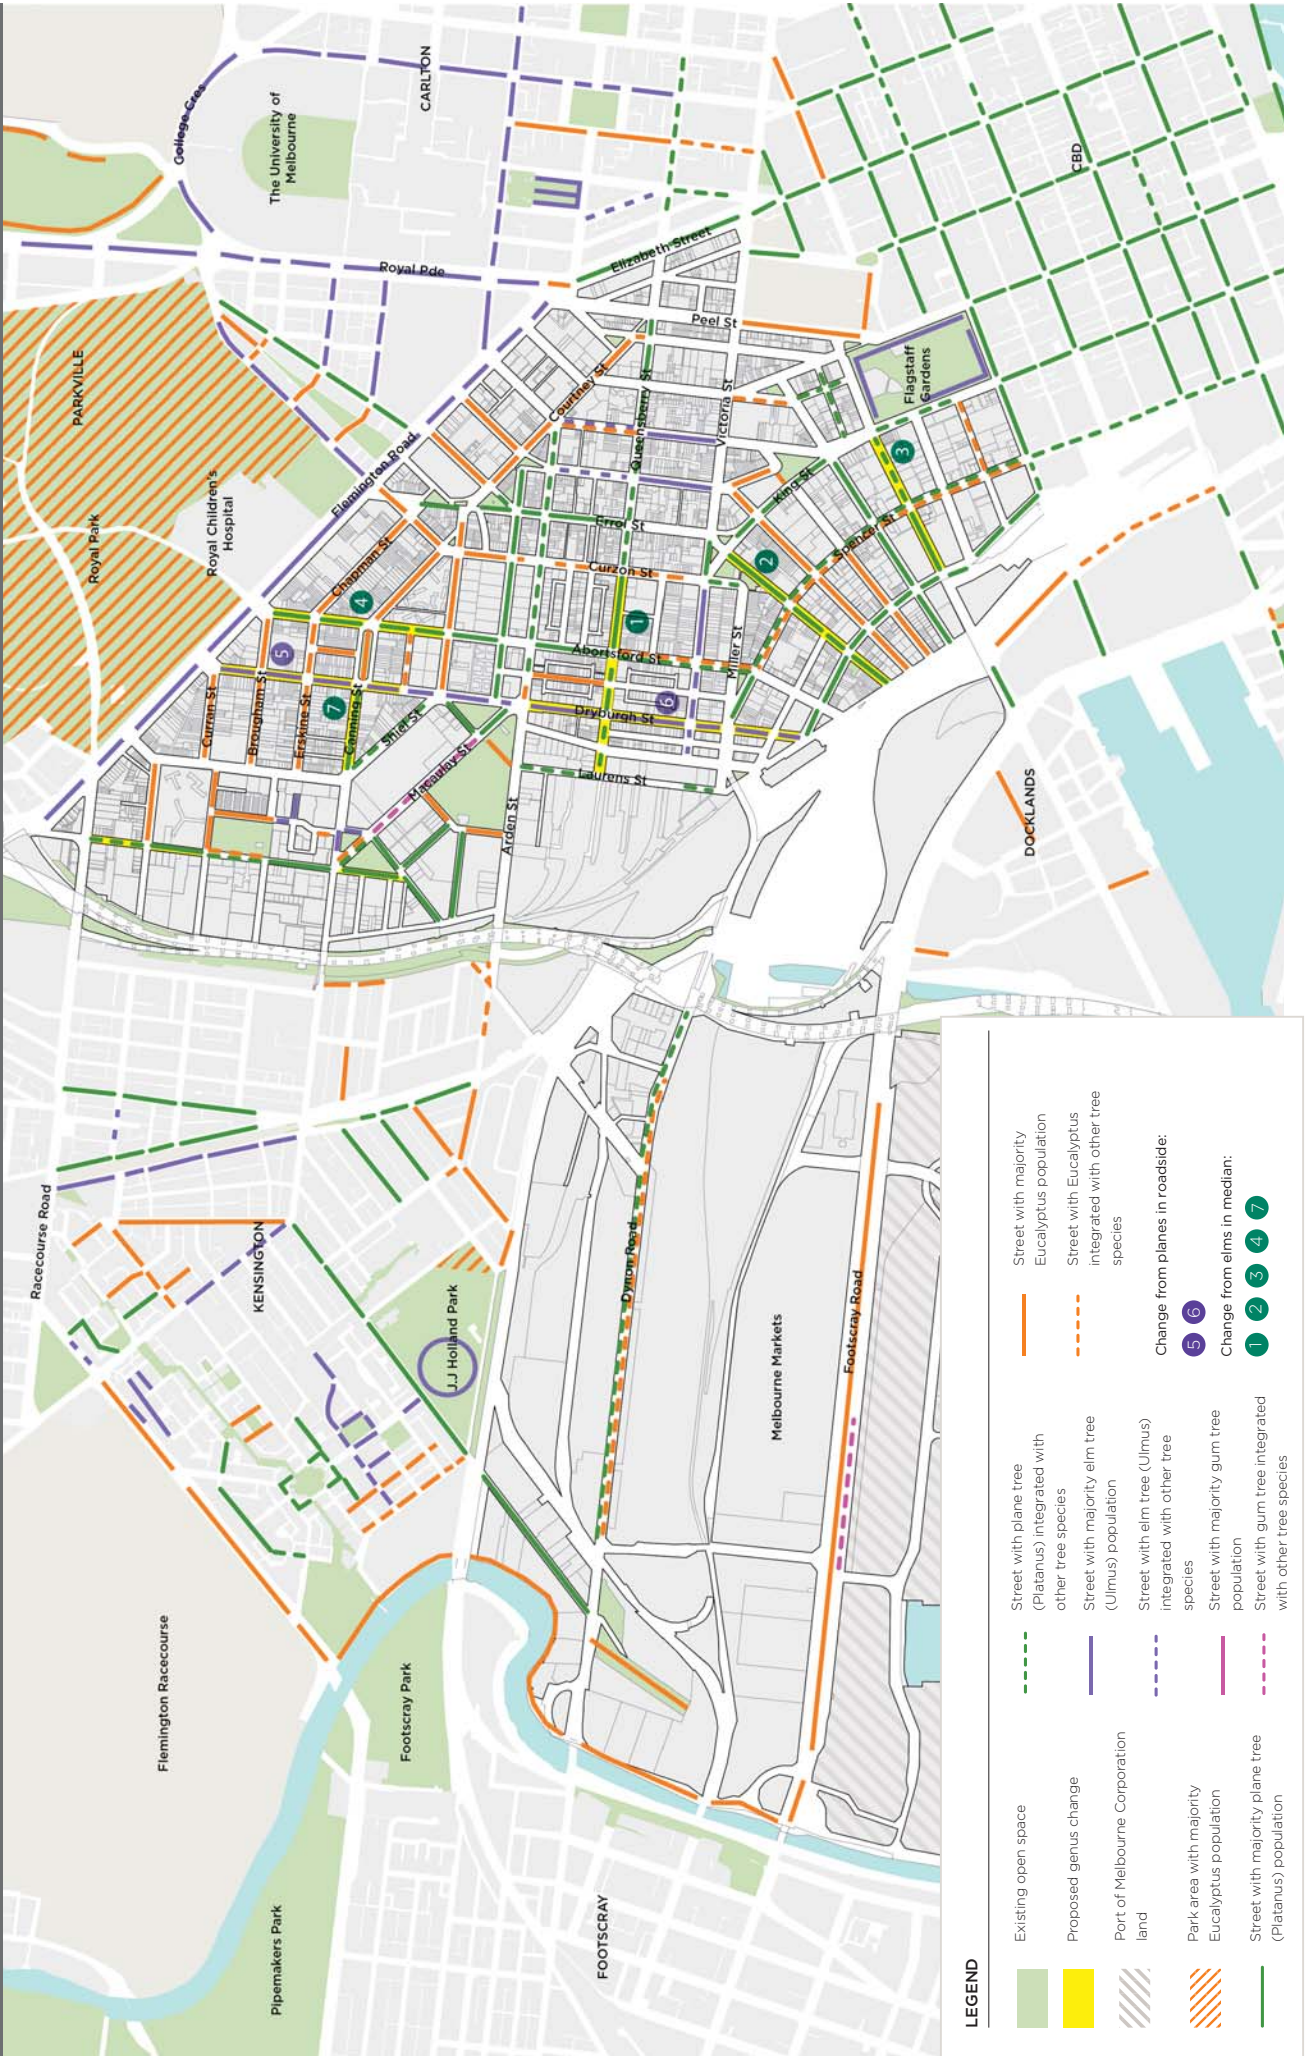 Flemington Racecourse
Pipemakers Park
Footscray Park
FOOTSCRAY
Racecourse Road
KENSINGTON
J.J Holland Park
Dynon Road
Melbourne Markets
Footscray Road
PARKVILLE
Royal Park
Royal Children's
Hospital
Flemington Road
College Cres
The University of
Melbourne
CARLTON
Royal Pde
Elizabeth Street
Peel St
Courtney St
Queensberry St
Victoria St
Chapman St
Errol St
Curzon St
King St
Spencer St
Flagstaff
Gardens
CBD
Abortsford St
Miller St
Dryburgh St
Laurens St
Curran St
Brougham St
Erskine St
Canning St
Shiel St
Macaulay St
Arden St
DOCKLANDS
1
2
3
4
5
6
7
LEGEND
Existing open space
Proposed genus change
Port of Melbourne Corporation
land
Park area with majority
Eucalyptus population
Street with majority plane tree
(Platanus) population
Street with plane tree
(Platanus) integrated with
other tree species
Street with majority elm tree
(Ulmus) population
Street with elm tree (Ulmus)
integrated with other tree
species
Street with majority gum tree
population
Street with gum tree integrated
with other tree species
Street with majority
Eucalyptus population
Street with Eucalyptus
integrated with other tree
species
Change from planes in roadside:
5 6
Change from elms in median:
1 2 3 4 7